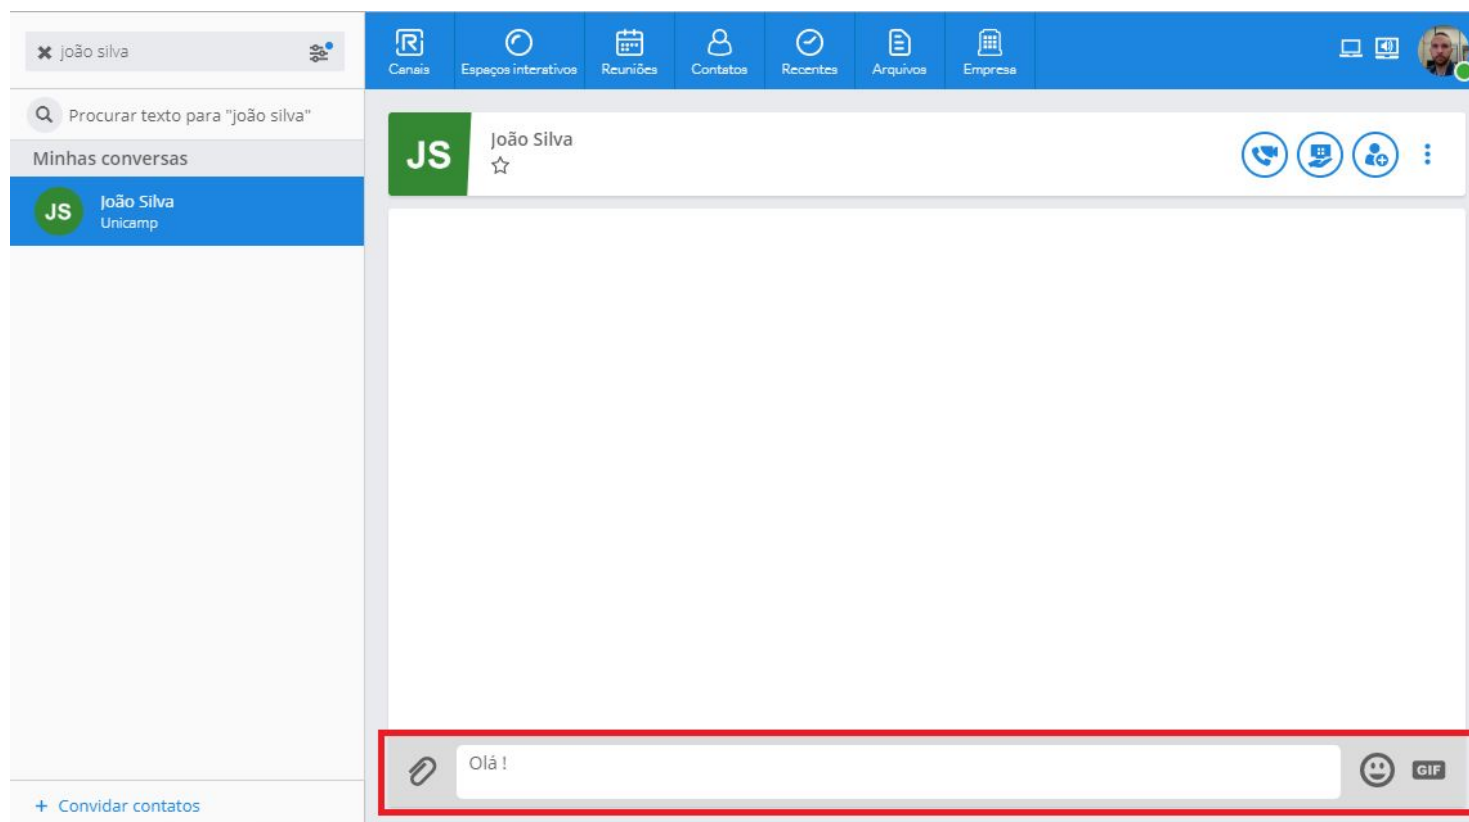 joão silva
Procurar texto para "joão silva"
Minhas conversas
JS
João Silva
Unicamp
+ Convidar contatos
Canais
Espaços interativos
Reuniões
Contatos
Recentes
Arquivos
Empresa
JS
João Silva
Olá !
GIF